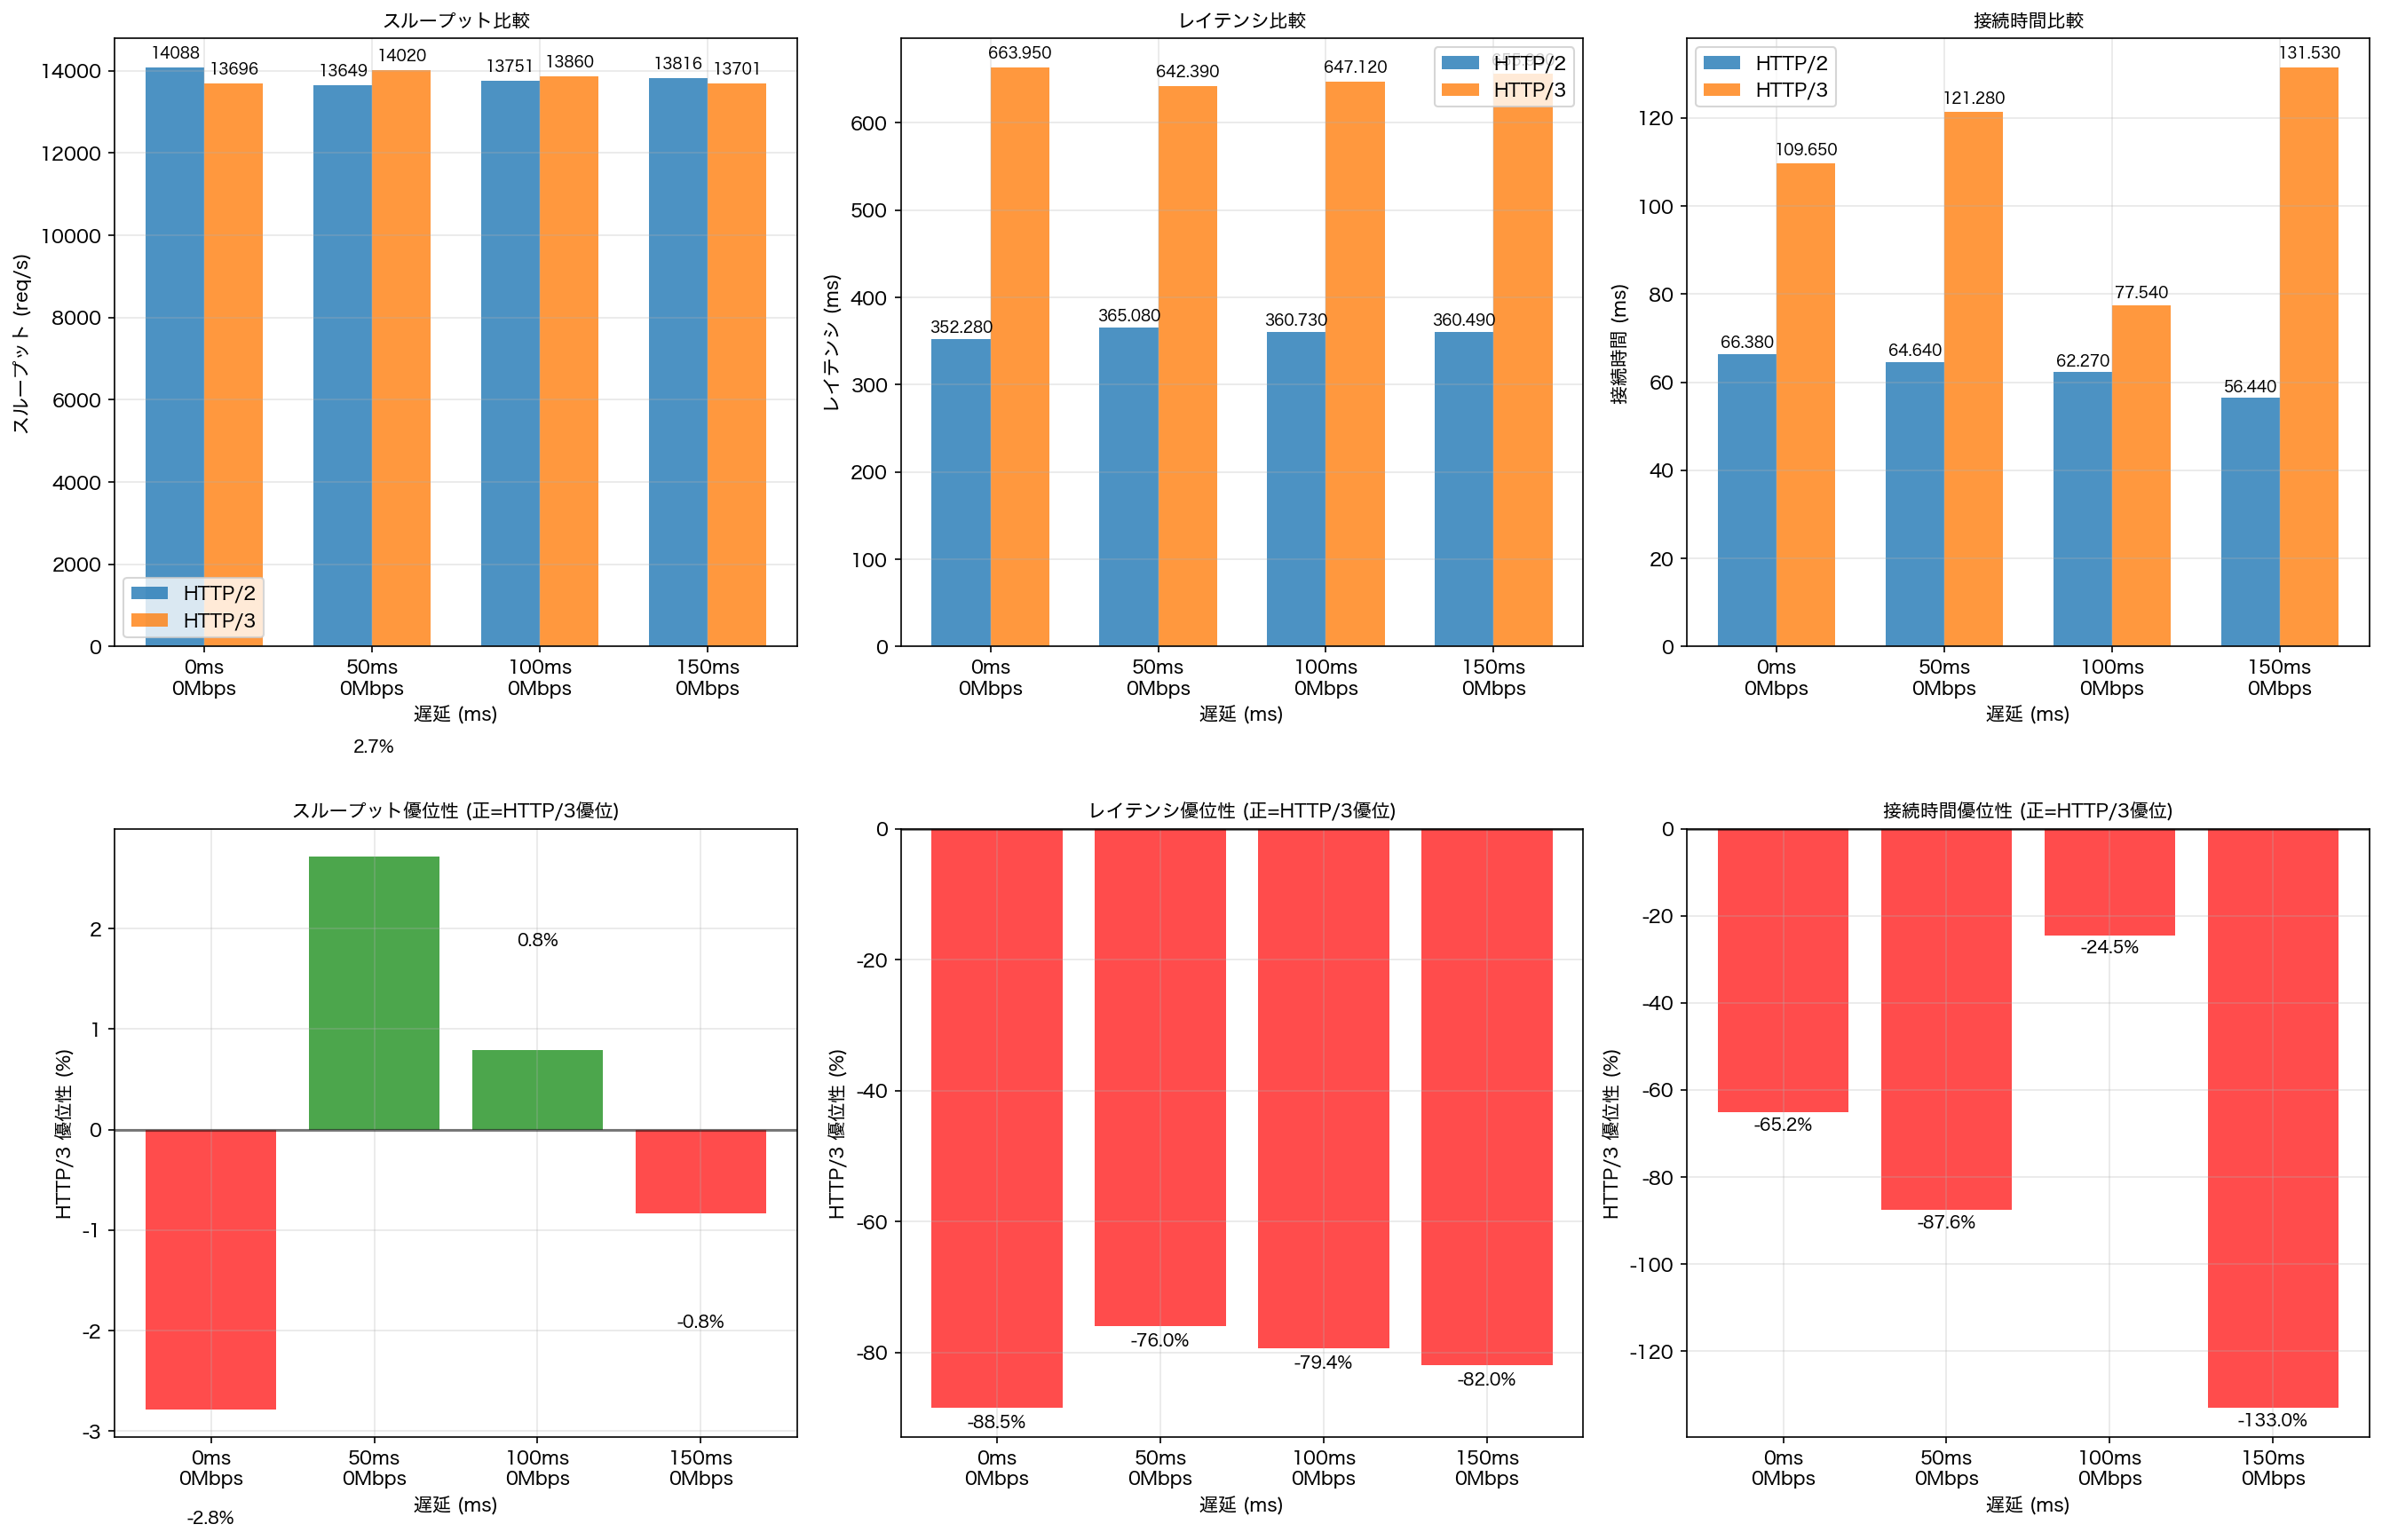 スループット比較
14088
13696
13649
14020
13751
13860
13816
13701
14000
12000
10000
8000
6000
4000
2000
0
スループット (req/s)
HTTP/2
HTTP/3
0ms
0Mbps
50ms
0Mbps
100ms
0Mbps
150ms
0Mbps
遅延 (ms)
レイテンシ比較
663.950
642.390
647.120
352.280
365.080
360.730
360.490
600
500
400
300
200
100
0
レイテンシ (ms)
HTTP/2
HTTP/3
0ms
0Mbps
50ms
0Mbps
100ms
0Mbps
150ms
0Mbps
遅延 (ms)
接続時間比較
66.380
109.650
64.640
121.280
62.270
77.540
56.440
131.530
120
100
80
60
40
20
0
接続時間 (ms)
HTTP/2
HTTP/3
0ms
0Mbps
50ms
0Mbps
100ms
0Mbps
150ms
0Mbps
遅延 (ms)
2.7%
スループット優位性 (正=HTTP/3優位)
2
1
0
-1
-2
-3
HTTP/3 優位性 (%)
0.8%
-0.8%
0ms
0Mbps
50ms
0Mbps
100ms
0Mbps
150ms
0Mbps
遅延 (ms)
-2.8%
レイテンシ優位性 (正=HTTP/3優位)
0
-20
-40
-60
-80
HTTP/3 優位性 (%)
-88.5%
-76.0%
-79.4%
-82.0%
0ms
0Mbps
50ms
0Mbps
100ms
0Mbps
150ms
0Mbps
遅延 (ms)
接続時間優位性 (正=HTTP/3優位)
0
-20
-40
-60
-80
-100
-120
HTTP/3 優位性 (%)
-65.2%
-87.6%
-24.5%
-133.0%
0ms
0Mbps
50ms
0Mbps
100ms
0Mbps
150ms
0Mbps
遅延 (ms)